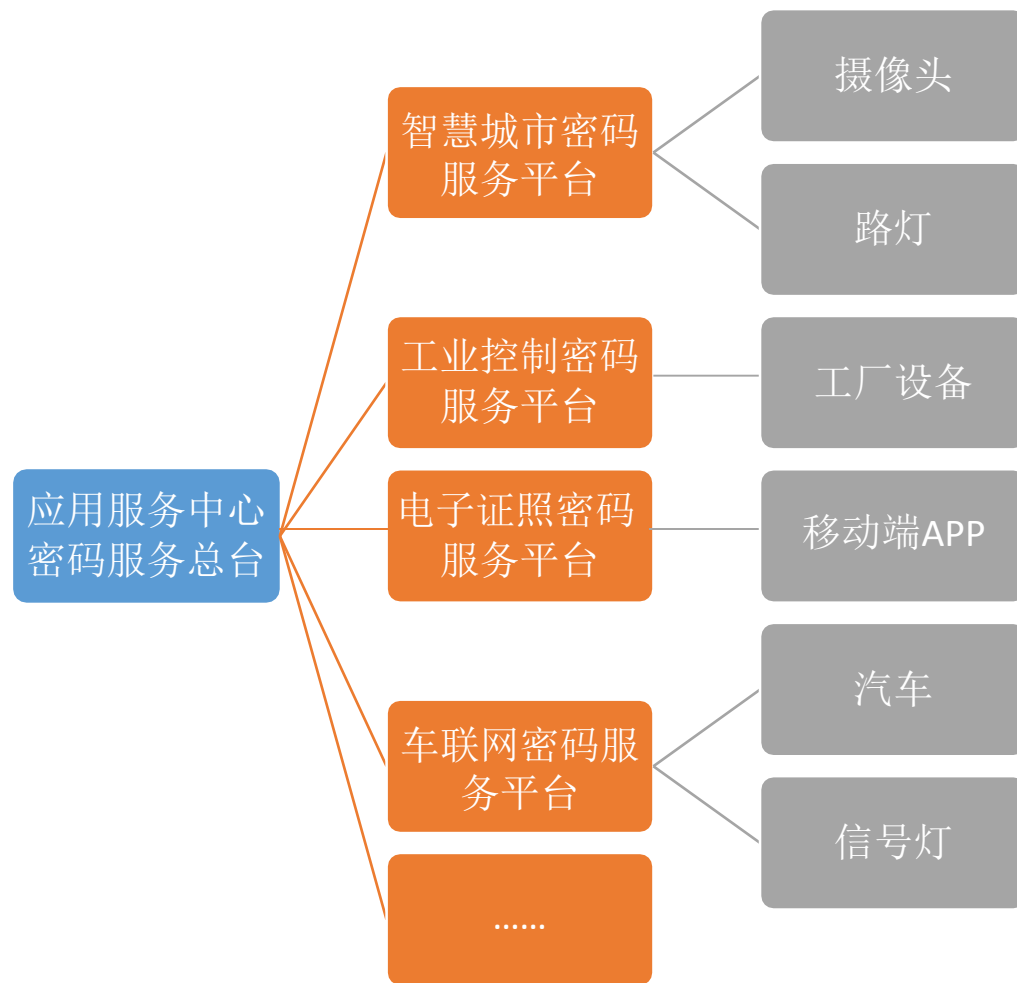 应用服务中心
密码服务总台
智慧城市密码
服务平台
工业控制密码
服务平台
电子证照密码
服务平台
车联网密码服
务平台
......
摄像头
路灯
工厂设备
移动端APP
汽车
信号灯